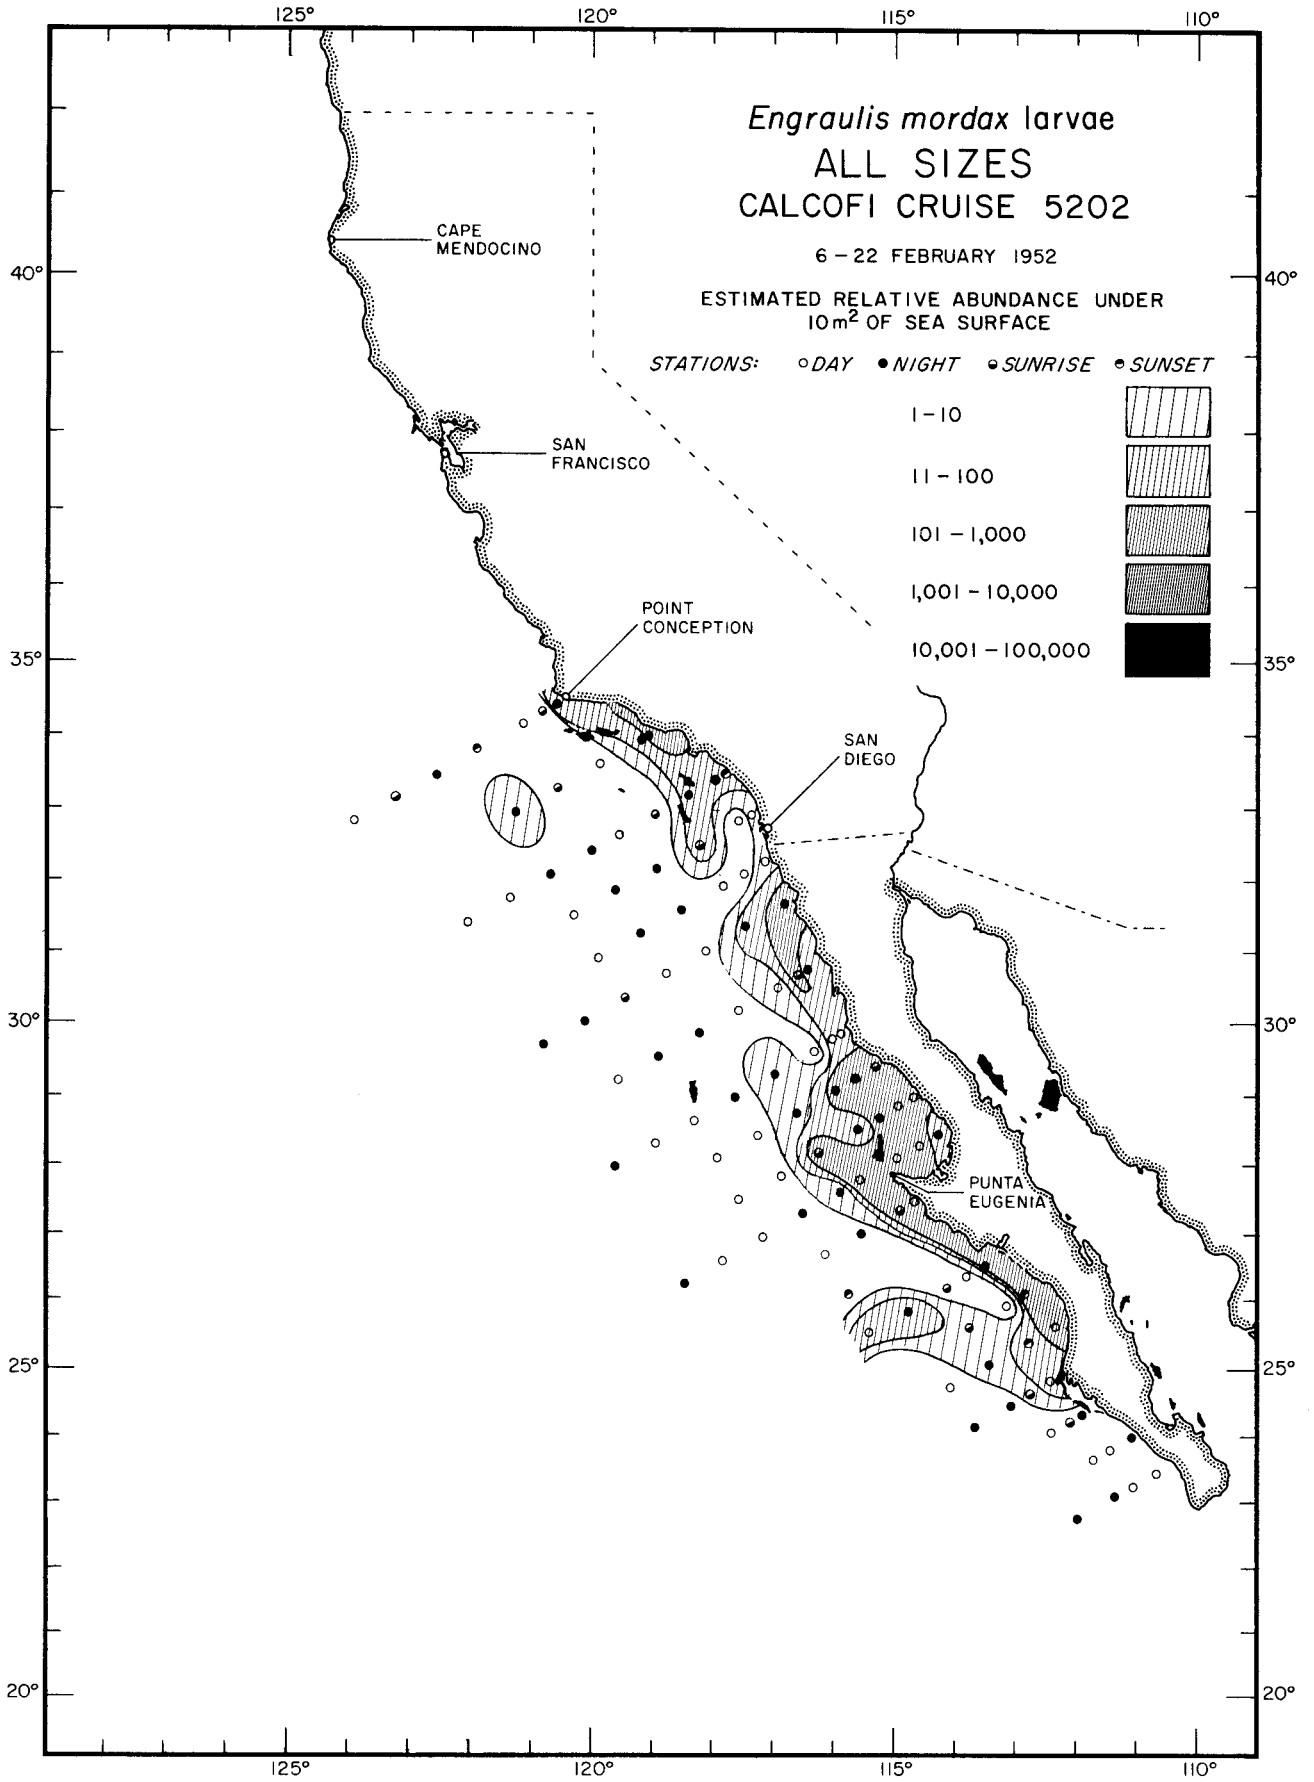 125° 120° 115° 110°
Engraulis mordax larvae
ALL SIZES
CALCOFI CRUISE 5202
6 – 22 FEBRUARY 1952
ESTIMATED RELATIVE ABUNDANCE UNDER
10m² OF SEA SURFACE
STATIONS: ○DAY ●NIGHT SUNRISE SUNSET
1 – 10
11 – 100
101 – 1,000
1,001 – 10,000
10,001 – 100,000
CAPE
MENDOCINO
40° 40°
SAN
FRANCISCO
POINT
CONCEPTION
35° 35°
SAN
DIEGO
30° 30°
PUNTA
EUGENIA
25° 25°
20° 20°
125° 120° 115° 110°